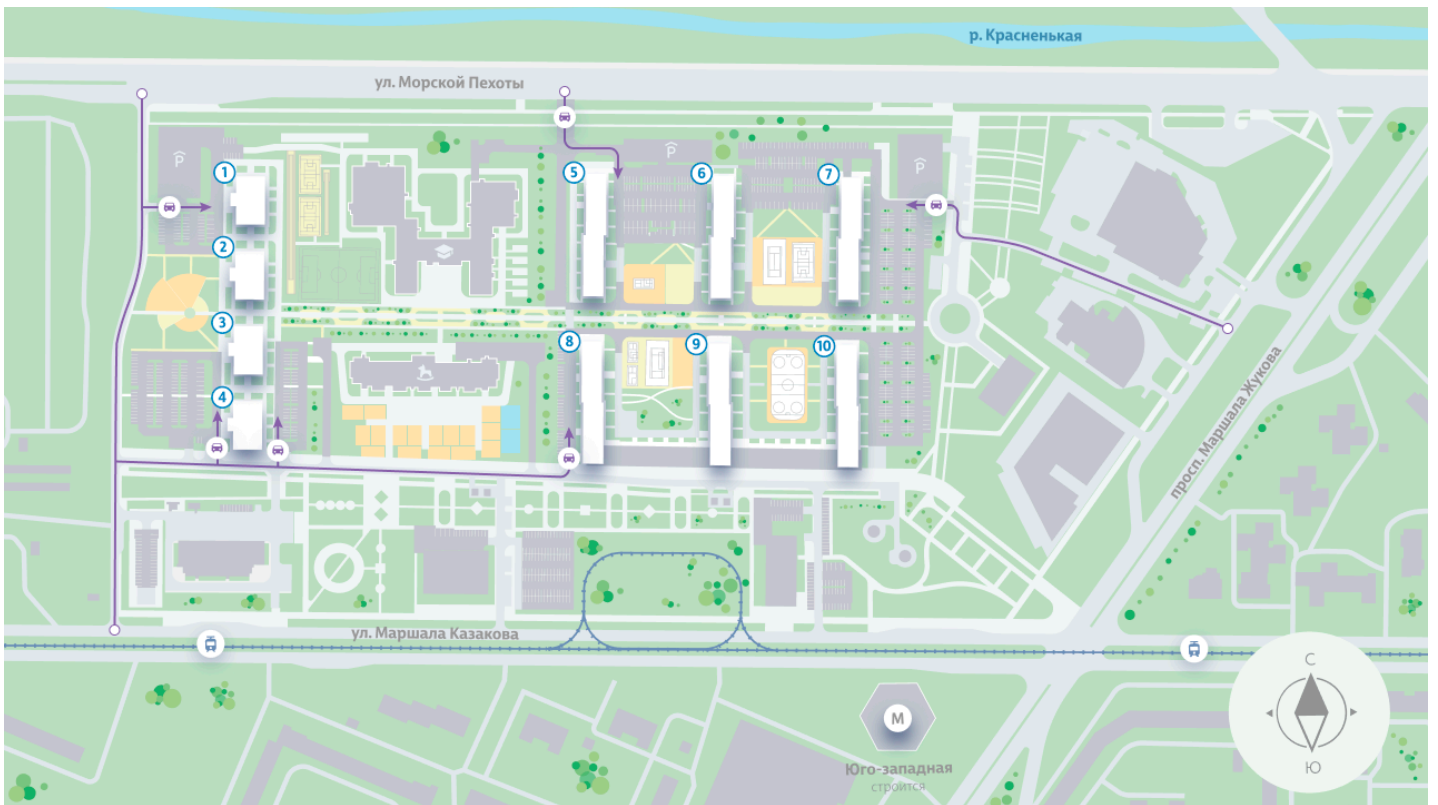 р. Красненькая
ул. Морской Пехоты
P
P
P
1
2
3
4
5
6
7
8
9
10
просп. Маршала Жукова
ул. Маршала Казакова
М
Юго-западная
строится
С
Ю